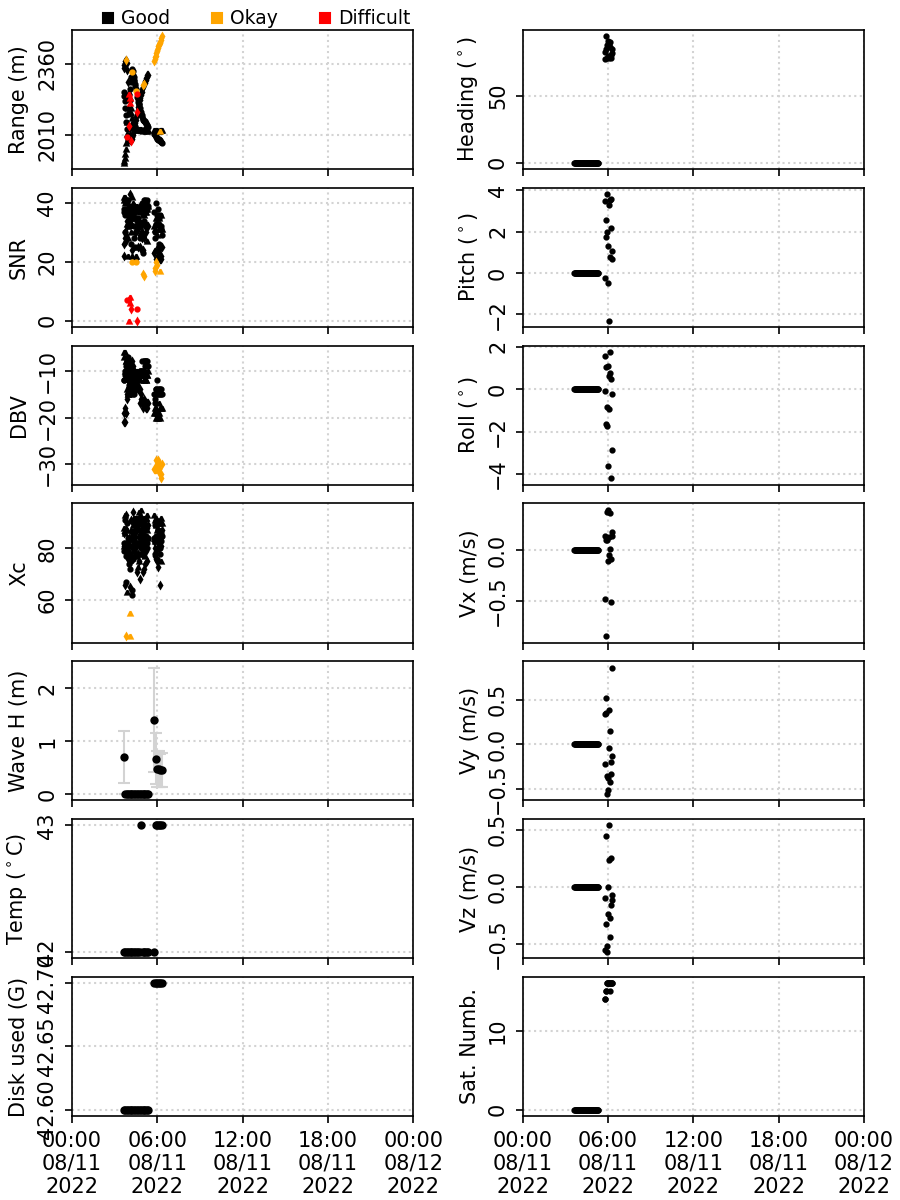 Good Okay Difficult
Range (m)
2360
2010
Heading (°)
50
0
SNR
40
20
0
Pitch (°)
4
2
0
−2
DBV
−10
−20
−30
Roll (°)
2
0
−2
−4
Xc
80
60
Vx (m/s)
0.0
−0.5
Wave H (m)
2
1
0
Vy (m/s)
0.5
0.0
−0.5
Temp (°C)
43
42
Vz (m/s)
0.5
0.0
−0.5
Disk used (G)
42.70
42.65
42.60
Sat. Numb.
10
0
00:00 06:00 12:00 18:00 00:00
08/11 08/11 08/11 08/11 08/12
2022 2022 2022 2022 2022
00:00 06:00 12:00 18:00 00:00
08/11 08/11 08/11 08/11 08/12
2022 2022 2022 2022 2022